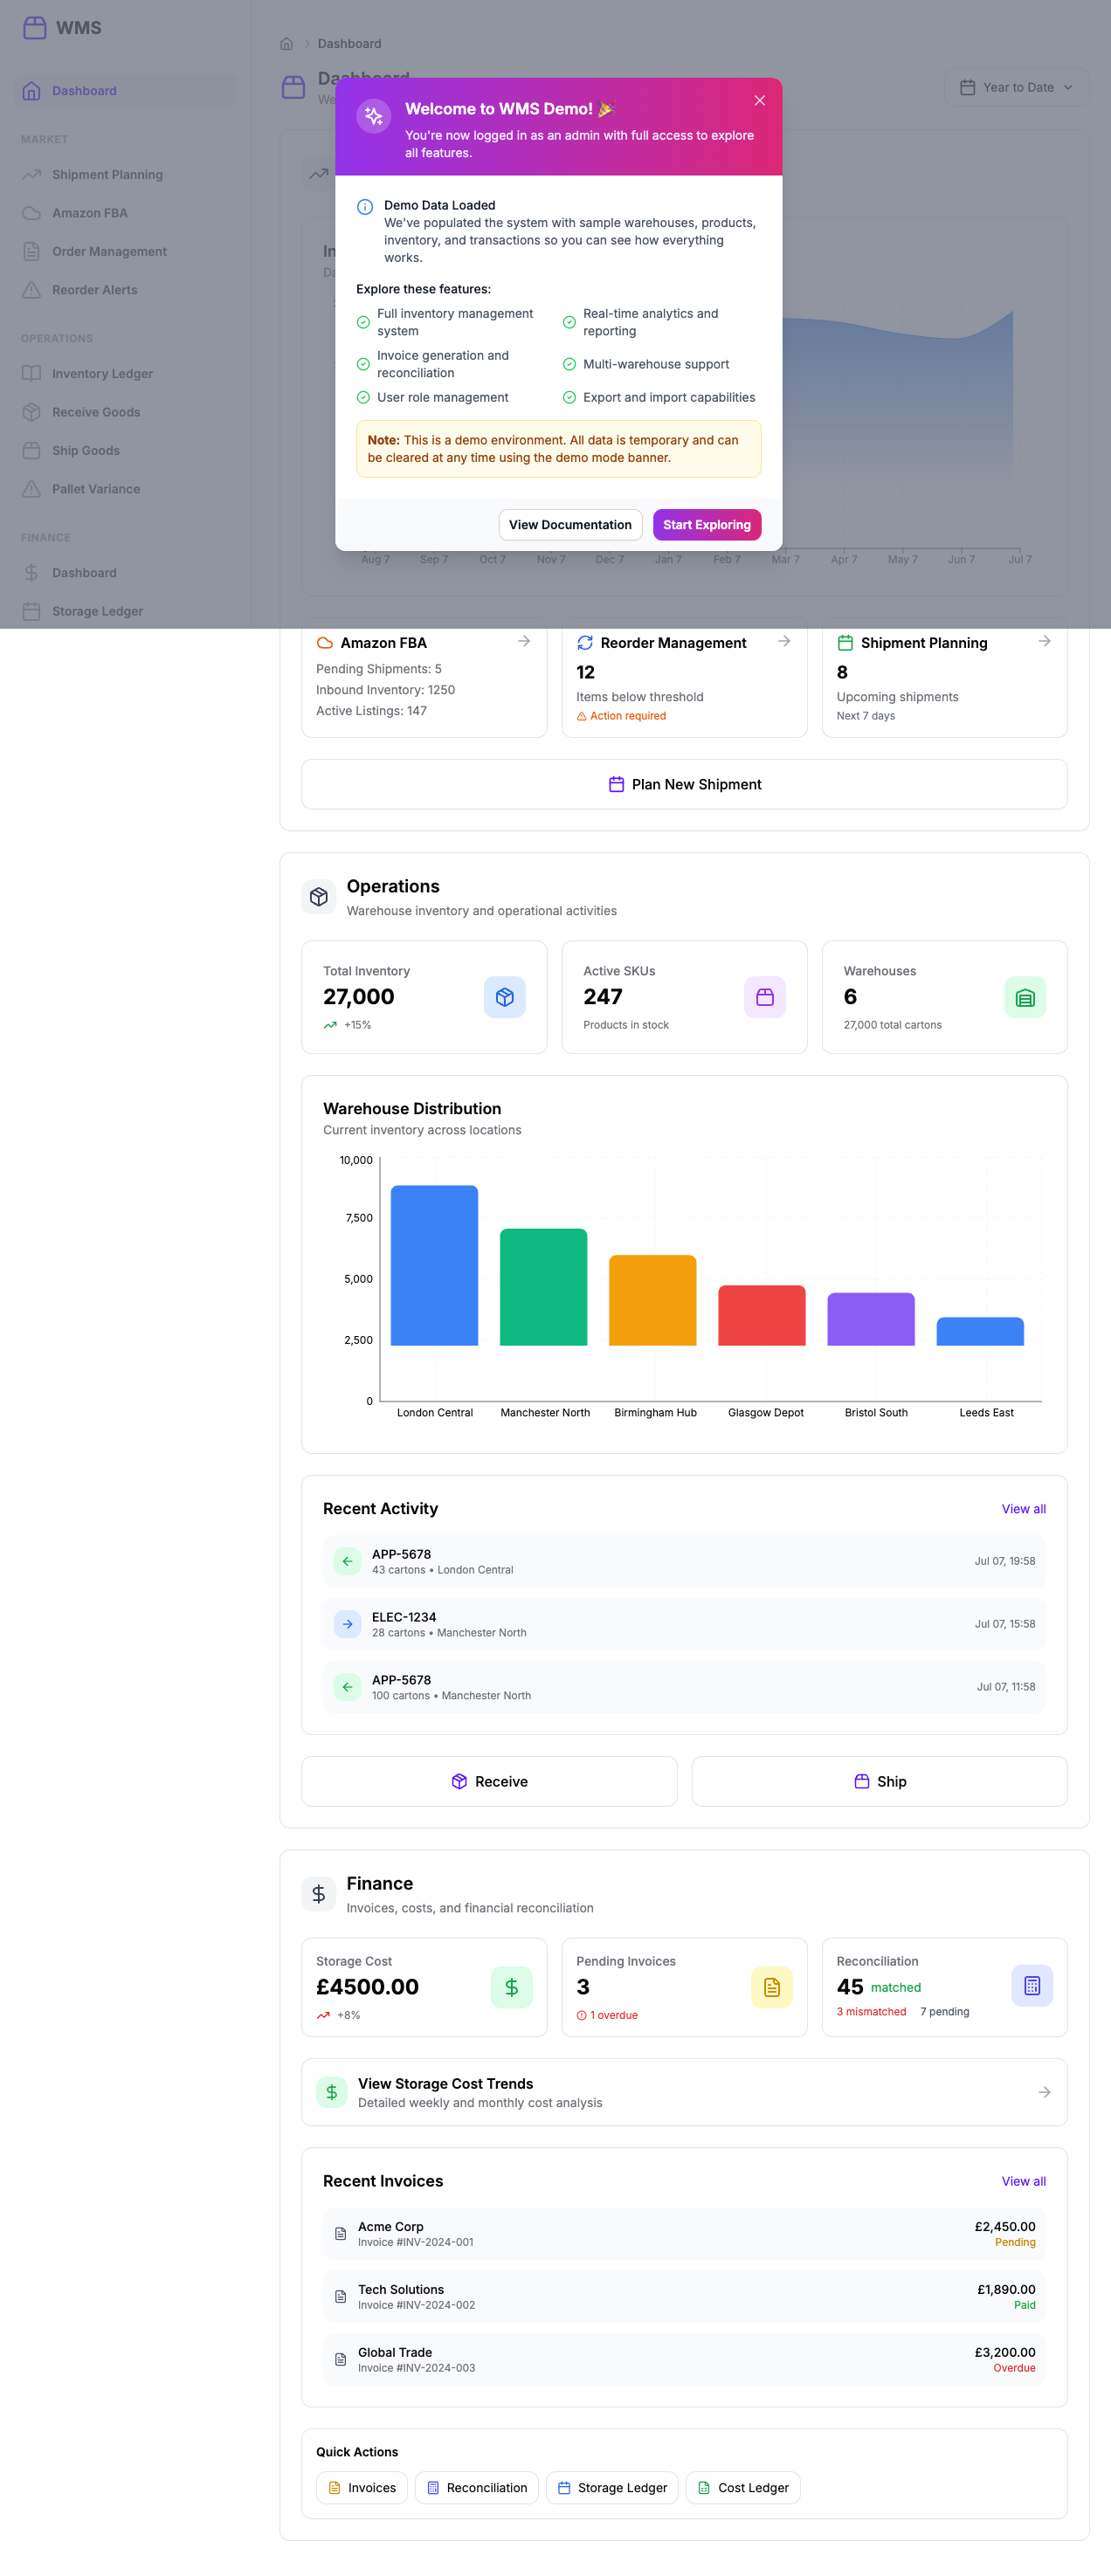 WMS
Dashboard
MARKET
Shipment Planning
Amazon FBA
Order Management
Reorder Alerts
OPERATIONS
Inventory Ledger
Receive Goods
Ship Goods
Pallet Variance
FINANCE
Dashboard
Storage Ledger
Dashboard
Dashboard
We
Year to Date
In
Da
Welcome to WMS Demo! 🎉
You're now logged in as an admin with full access to explore
all features.
Demo Data Loaded
We've populated the system with sample warehouses, products,
inventory, and transactions so you can see how everything
works.
Explore these features:
Full inventory management
system
Real-time analytics and
reporting
Invoice generation and
reconciliation
Multi-warehouse support
User role management
Export and import capabilities
Note: This is a demo environment. All data is temporary and can
be cleared at any time using the demo mode banner.
View Documentation
Start Exploring
Aug 7 Sep 7 Oct 7 Nov 7 Dec 7 Jan 7 Feb 7 Mar 7 Apr 7 May 7 Jun 7 Jul 7
Amazon FBA
Pending Shipments: 5
Inbound Inventory: 1250
Active Listings: 147
Reorder Management
12
Items below threshold
Action required
Shipment Planning
8
Upcoming shipments
Next 7 days
Plan New Shipment
Operations
Warehouse inventory and operational activities
Total Inventory
27,000
+15%
Active SKUs
247
Products in stock
Warehouses
6
27,000 total cartons
Warehouse Distribution
Current inventory across locations
10,000
7,500
5,000
2,500
0
London Central Manchester North Birmingham Hub Glasgow Depot Bristol South Leeds East
Recent Activity
View all
APP-5678
43 cartons • London Central
Jul 07, 19:58
ELEC-1234
28 cartons • Manchester North
Jul 07, 15:58
APP-5678
100 cartons • Manchester North
Jul 07, 11:58
Receive
Ship
Finance
Invoices, costs, and financial reconciliation
Storage Cost
£4500.00
+8%
Pending Invoices
3
1 overdue
Reconciliation
45 matched
3 mismatched 7 pending
View Storage Cost Trends
Detailed weekly and monthly cost analysis
Recent Invoices
View all
Acme Corp
Invoice #INV-2024-001
£2,450.00
Pending
Tech Solutions
Invoice #INV-2024-002
£1,890.00
Paid
Global Trade
Invoice #INV-2024-003
£3,200.00
Overdue
Quick Actions
Invoices
Reconciliation
Storage Ledger
Cost Ledger